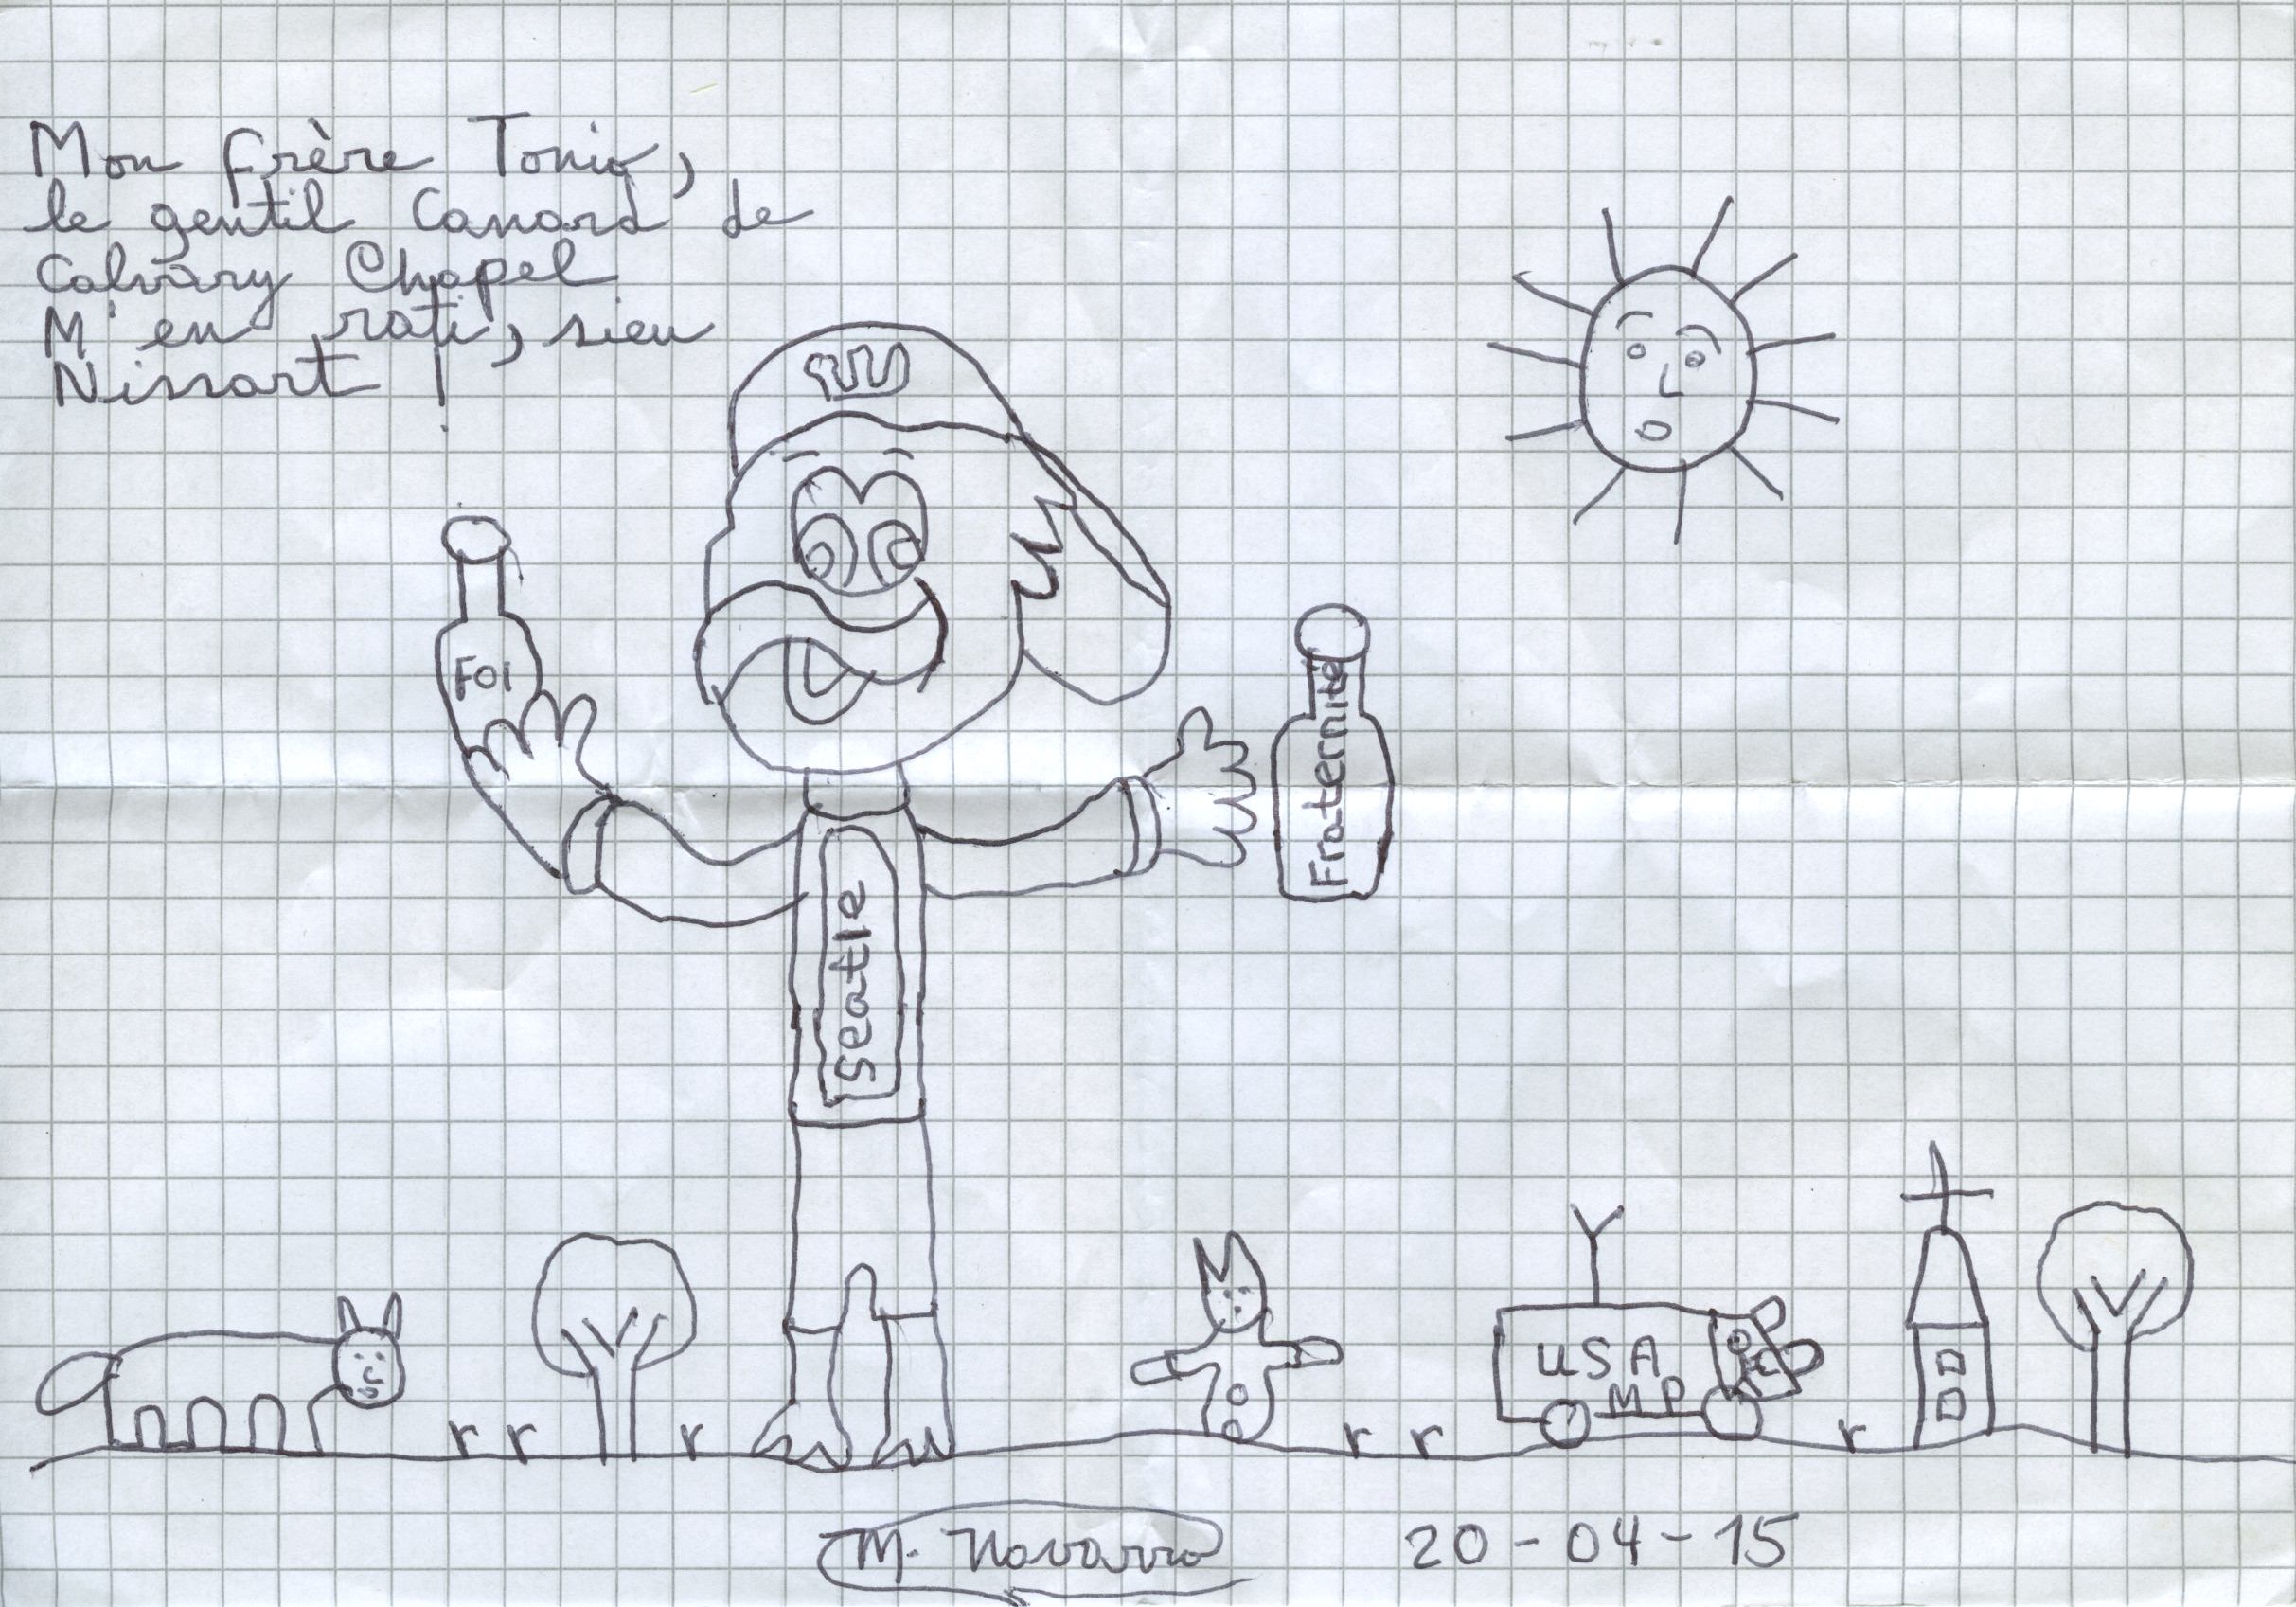 Mon frère Tonio,
le gentil Canard de
Calvary Chapel
M'en rati, sieu
Nissart !
FOI
Fraternité
Seatle
USA
MP
r r r r r r
M. Navarro
20-04-15